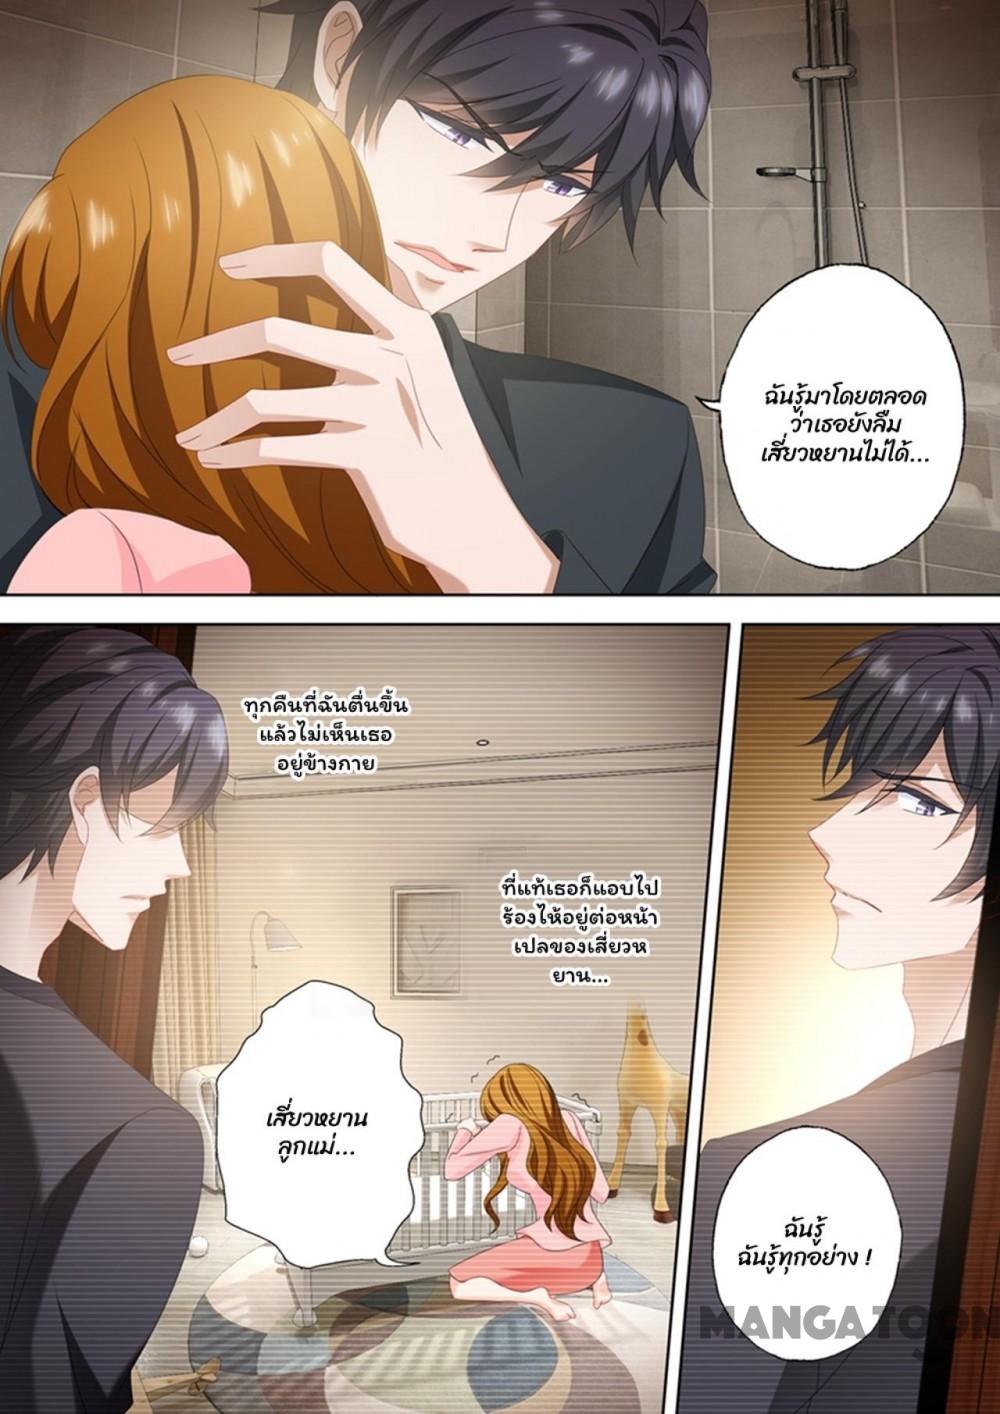 ฉันรู้มาโดยตลอด
ว่าเธอยังลืม
เสี่ยวหยานไม่ได้...
ทุกคืนที่ฉันตื่นขึ้น
แล้วไม่เห็นเธอ
อยู่ข้างกาย
ที่แท้เธอก็แอบไป
ร้องไห้อยู่ต่อหน้า
เปลของเสี่ยวห
ยาน...
เสี่ยวหยาน
ลูกแม่...
ฉันรู้
ฉันรู้ทุกอย่าง !
MANGATOON